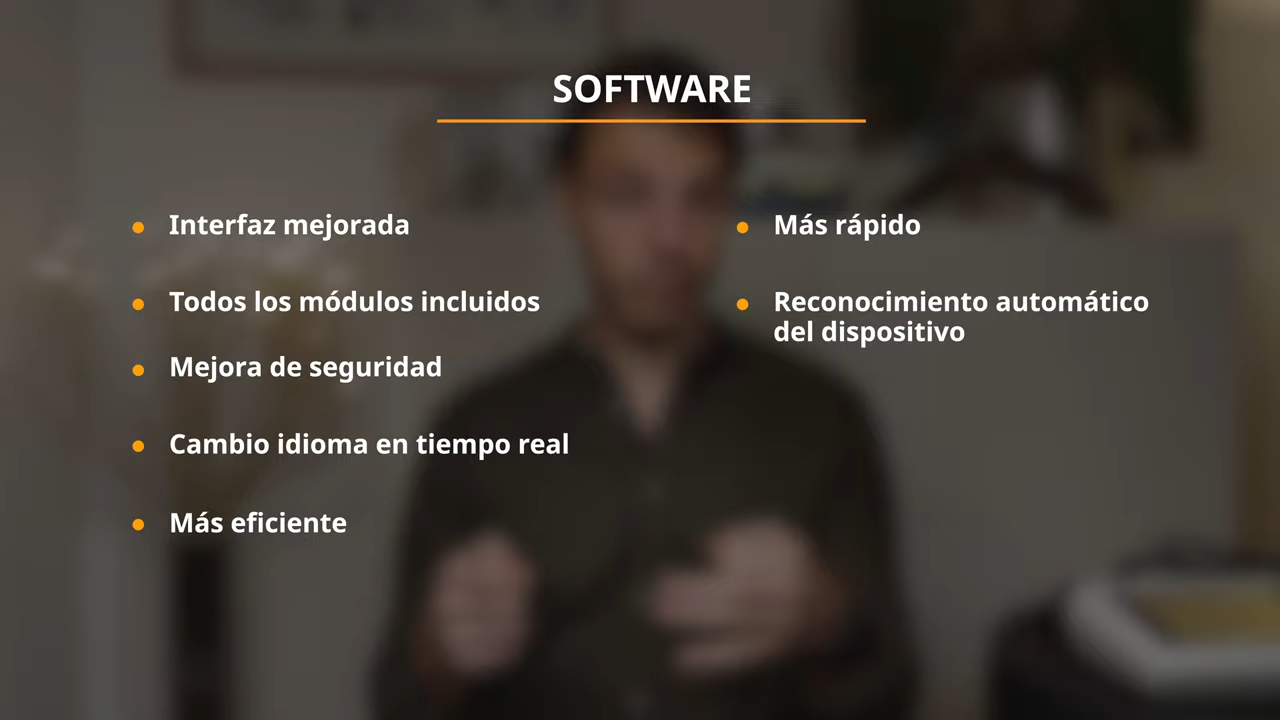 SOFTWARE
Interfaz mejorada
Todos los módulos incluidos
Mejora de seguridad
Cambio idioma en tiempo real
Más eficiente
Más rápido
Reconocimiento automático
del dispositivo